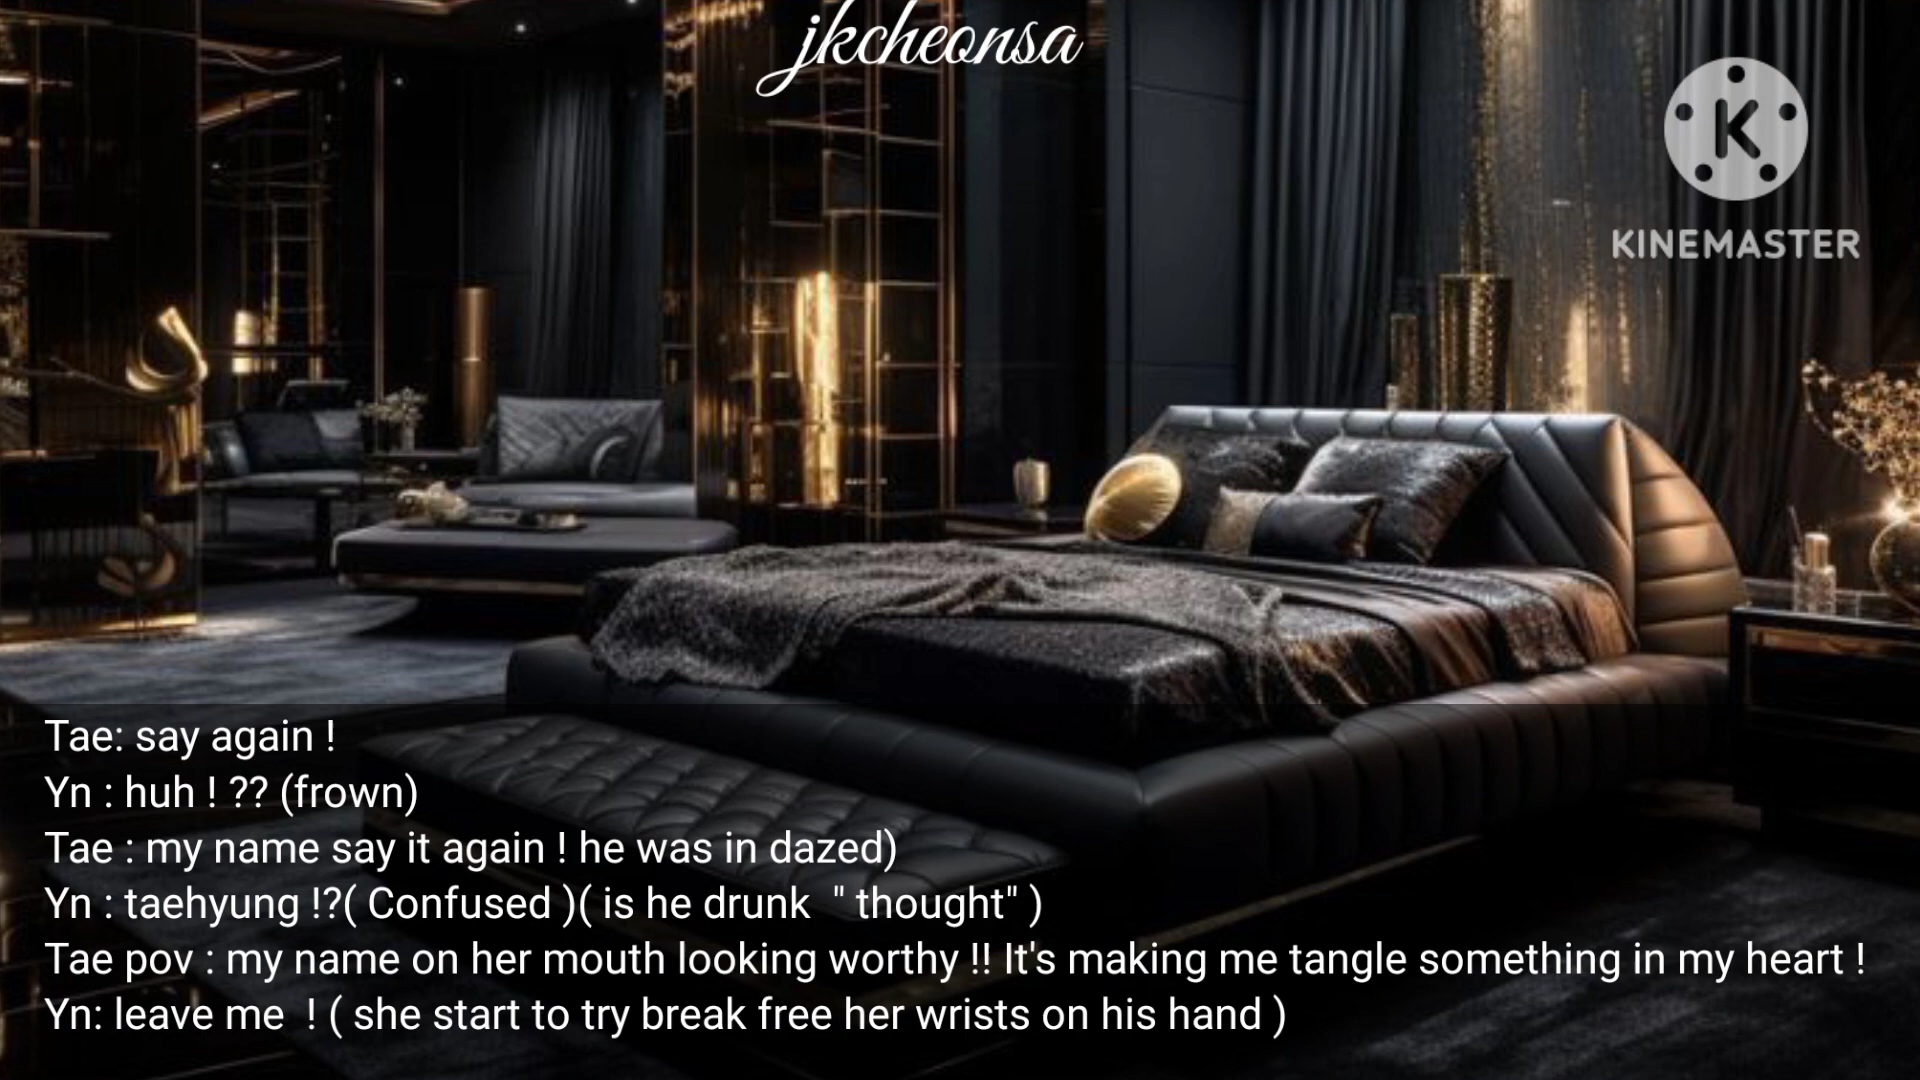 jkcheonsa
K
KINEMASTER
Tae: say again !
Yn : huh ! ?? (frown)
Tae : my name say it again ! he was in dazed)
Yn : taehyung !?( Confused )( is he drunk  " thought" )
Tae pov : my name on her mouth looking worthy !! It's making me tangle something in my heart !
Yn: leave me  ! ( she start to try break free her wrists on his hand )